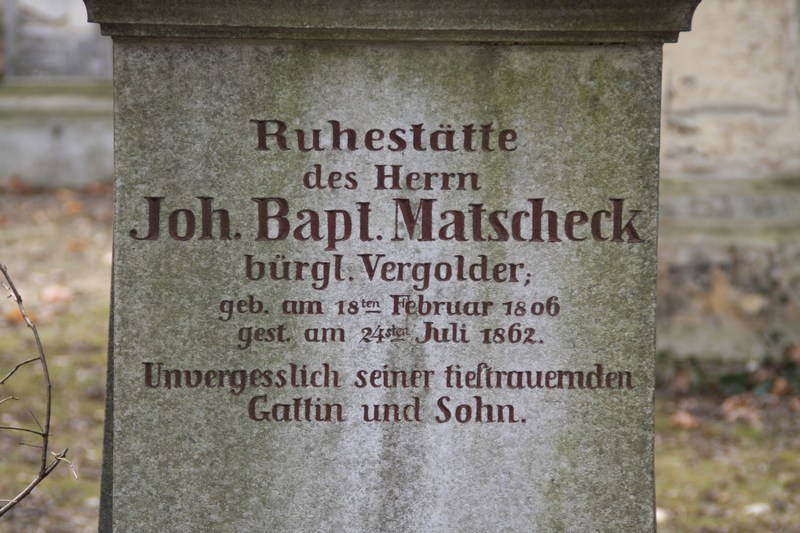 Ruhestätte
des Herrn
Joh. Bapt. Matscheck
bürgl. Vergolder;
geb. am 18ten Februar 1806
gest. am 24sten Juli 1862.
Unvergesslich seiner tieftrauernden
Gattin und Sohn.